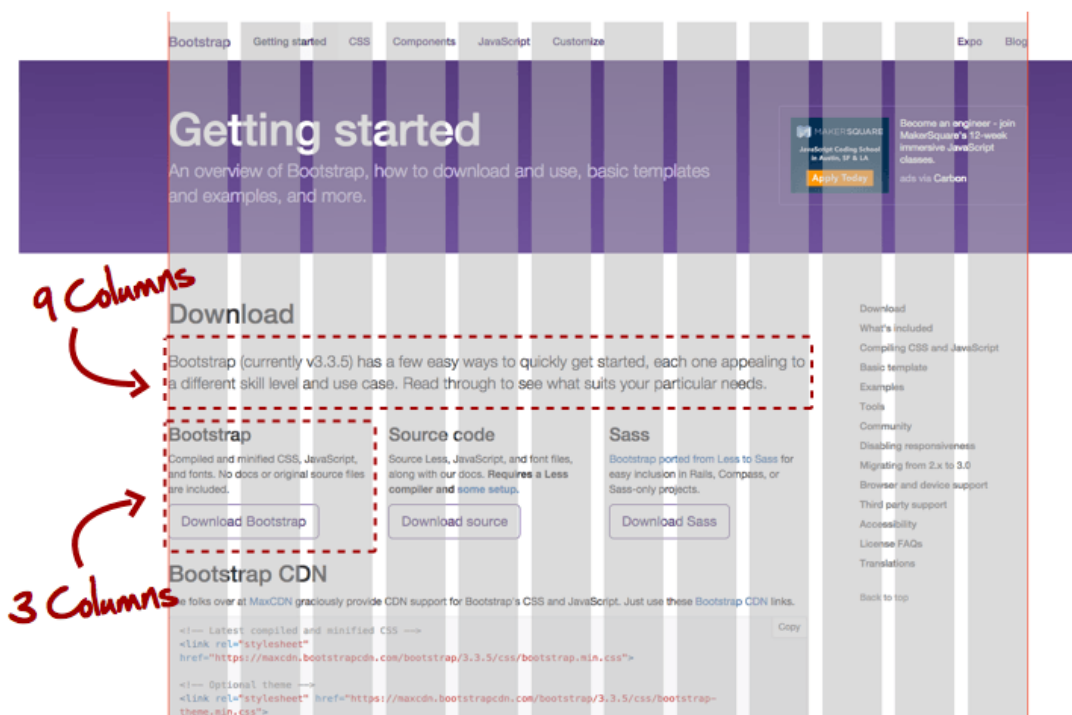 Bootstrap Getting started CSS Components JavaScript Customize Expo Blog
Getting started
An overview of Bootstrap, how to download and use, basic templates
and examples, and more.
MAKERSQUARE
JavaScript Coding School
in Austin, SF & LA
Apply Today
Become an engineer - join
MakerSquare's 12-week
immersive JavaScript
classes.
ads via Carbon
9 Columns
Download
Bootstrap (currently v3.3.5) has a few easy ways to quickly get started, each one appealing to
a different skill level and use case. Read through to see what suits your particular needs.
Bootstrap
Compiled and minified CSS, JavaScript,
and fonts. No docs or original source files
are included.
Download Bootstrap
Source code
Source Less, JavaScript, and font files,
along with our docs. Requires a Less
compiler and some setup.
Download source
Sass
Bootstrap ported from Less to Sass for
easy inclusion in Rails, Compass, or
Sass-only projects.
Download Sass
3 Columns
Bootstrap CDN
he folks over at MaxCDN graciously provide CDN support for Bootstrap's CSS and JavaScript. Just use these Bootstrap CDN links.
Copy
<!-- Latest compiled and minified CSS -->
<link rel="stylesheet"
href="https://maxcdn.bootstrapcdn.com/bootstrap/3.3.5/css/bootstrap.min.css">
<!-- Optional theme -->
<link rel="stylesheet" href="https://maxcdn.bootstrapcdn.com/bootstrap/3.3.5/css/bootstrap-
theme.min.css">
Download
What's included
Compiling CSS and JavaScript
Basic template
Examples
Tools
Community
Disabling responsiveness
Migrating from 2.x to 3.0
Browser and device support
Third party support
Accessibility
License FAQs
Translations
Back to top